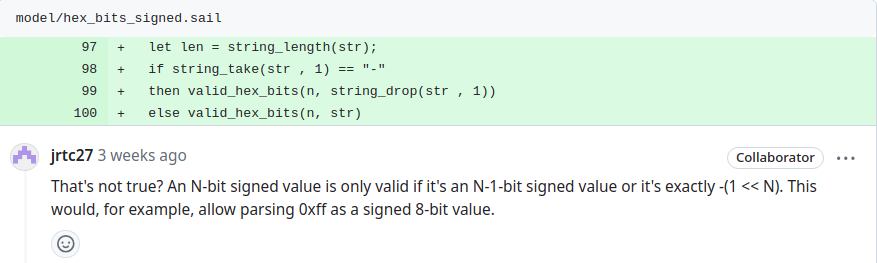 model/hex_bits_signed.sail
97 + let len = string_length(str);
98 + if string_take(str , 1) == "-"
99 + then valid_hex_bits(n, string_drop(str , 1))
100 + else valid_hex_bits(n, str)
jrtc27 3 weeks ago Collaborator ...
That's not true? An N-bit signed value is only valid if it's an N-1-bit signed value or it's exactly -(1 << N). This
would, for example, allow parsing 0xff as a signed 8-bit value.